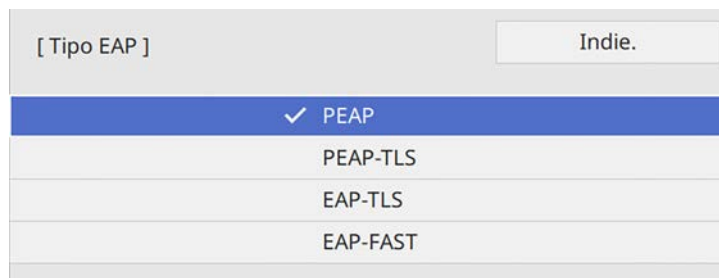 [ Tipo EAP ]
Indie.
PEAP
PEAP-TLS
EAP-TLS
EAP-FAST